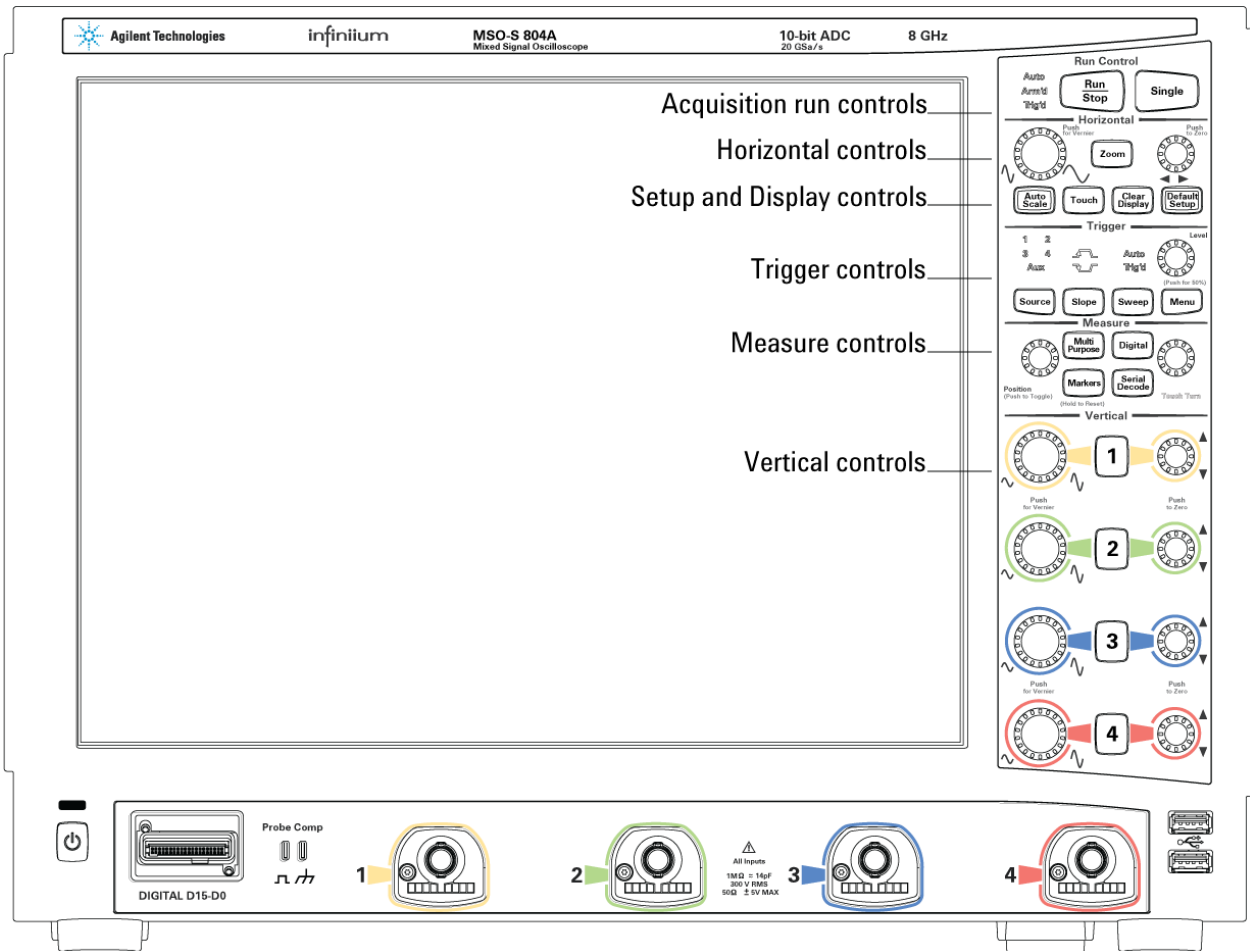 Agilent Technologies
infiniium
MSO-S 804A
Mixed Signal Oscilloscope
10-bit ADC
20 GSa/s
8 GHz
Acquisition run controls
Horizontal controls
Setup and Display controls
Trigger controls
Measure controls
Vertical controls
Run Control
Auto
Arm'd
Trig'd
Run
Stop
Single
Horizontal
Push
for Vernier
Zoom
Push
to Zero
Auto
Scale
Touch
Clear
Display
Default
Setup
Trigger
1 2
3 4
Aux
Auto
Trig'd
Level
(Push for 50%)
Source
Slope
Sweep
Menu
Measure
Multi
Purpose
Digital
Markers
(Hold to Reset)
Serial
Decode
Position
(Push to Toggle)
Touch Turn
Vertical
1
Push
for Vernier
Push
to Zero
2
3
Push
for Vernier
Push
to Zero
4
DIGITAL D15-D0
Probe Comp
1
2
All Inputs
1MΩ = 14pF
300 V RMS
50Ω ± 5V MAX
3
4